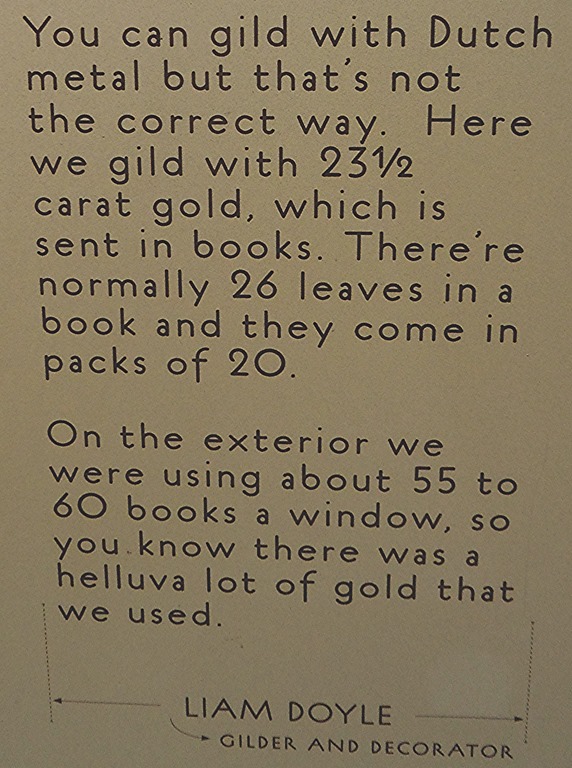 You can gild with Dutch
metal but that's not
the correct way. Here
we gild with 23½
carat gold, which is
sent in books. There're
normally 26 leaves in a
book and they come in
packs of 20.
On the exterior we
were using about 55 to
60 books a window, so
you know there was a
helluva lot of gold that
we used.
LIAM DOYLE
GILDER AND DECORATOR